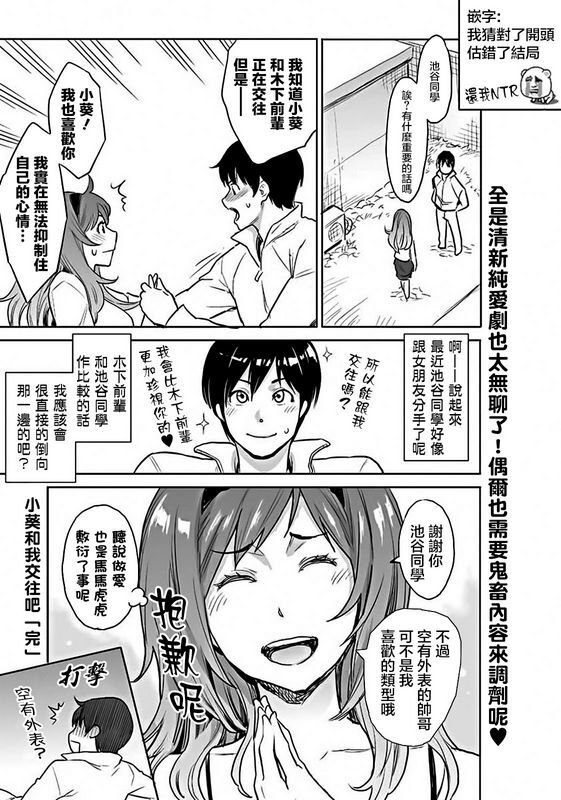 嵌字:
我猜對了開頭
估錯了結局
還我NTR
全是清新純愛劇也太無聊了！偶爾也需要鬼畜內容來調劑呢♥
池谷同學
誒？有什麼重要的話嗎
我知道小葵
和木下前輩
正在交往
但是——
小葵！
我也喜歡你
我實在無法抑制住
自己的心情…
啊——說起來
最近池谷同學好像
跟女朋友分手了呢
所以能跟我
交往嗎？
我會比木下前輩
更加珍視你的♥
木下前輩
和池谷同學
作比較的話
我應該會
很直接的倒向
那一邊的吧？
謝謝你
池谷同學
不過
空有外表的帥哥
可不是我
喜歡的類型哦
聽說做愛
也是馬馬虎虎
敷衍了事呢
抱歉呢
打擊
空有外表？
小葵和我交往吧「完」